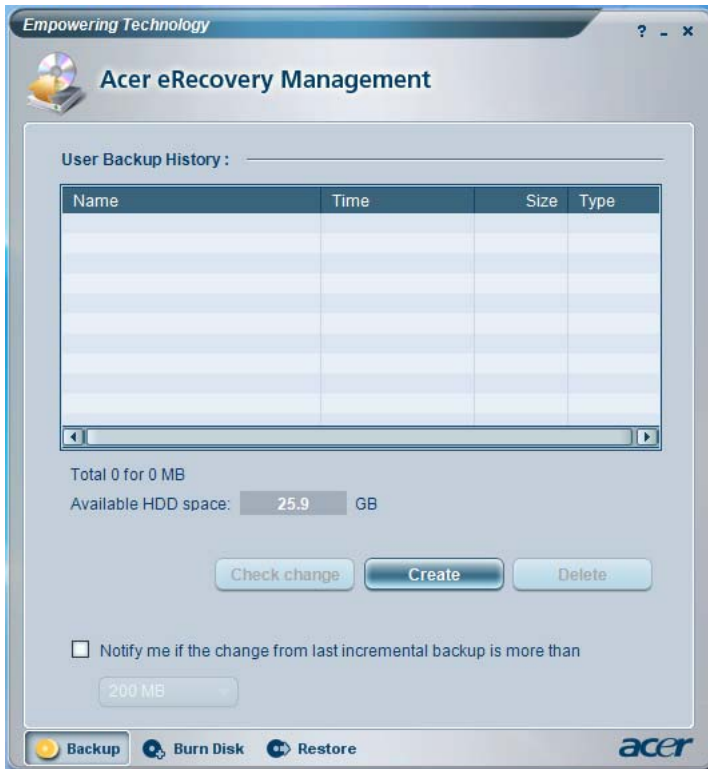 Empowering Technology
? - ×
Acer eRecovery Management
User Backup History :
Name Time Size Type
Total 0 for 0 MB
Available HDD space: 25.9 GB
Check change Create Delete
Notify me if the change from last incremental backup is more than
200 MB
Backup Burn Disk Restore acer